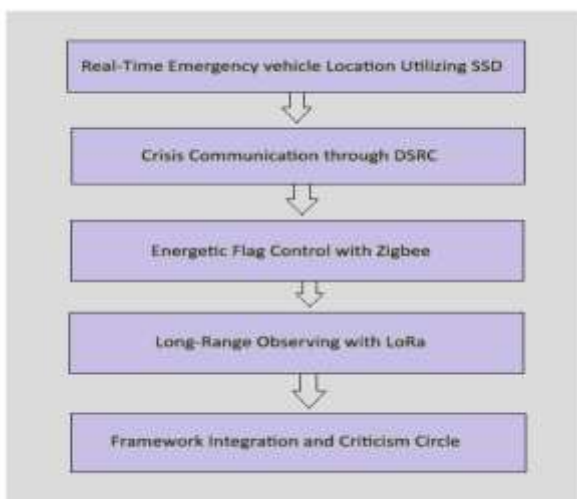 Real-Time Emergency vehicle Location Utilizing SSD
Crisis Communication through DSRC
Energetic Flag Control with Zigbee
Long-Range Observing with LoRa
Framework Integration and Criticism Circle